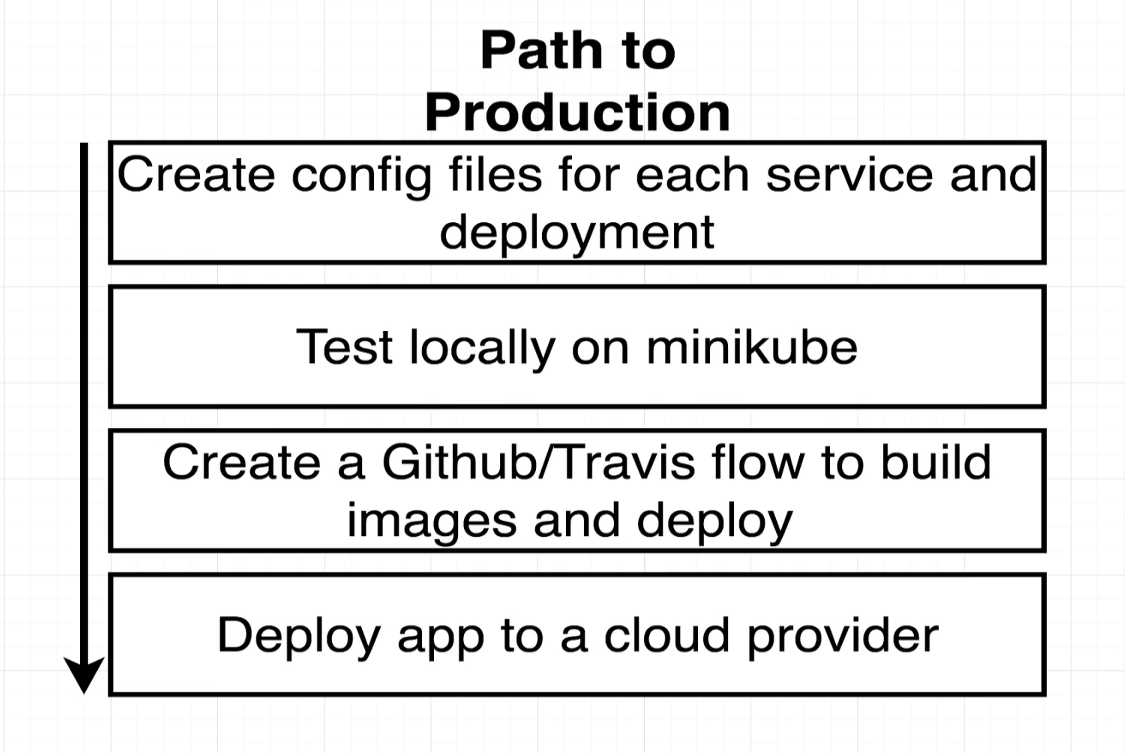 Path to
Production
Create config files for each service and
deployment
Test locally on minikube
Create a Github/Travis flow to build
images and deploy
Deploy app to a cloud provider